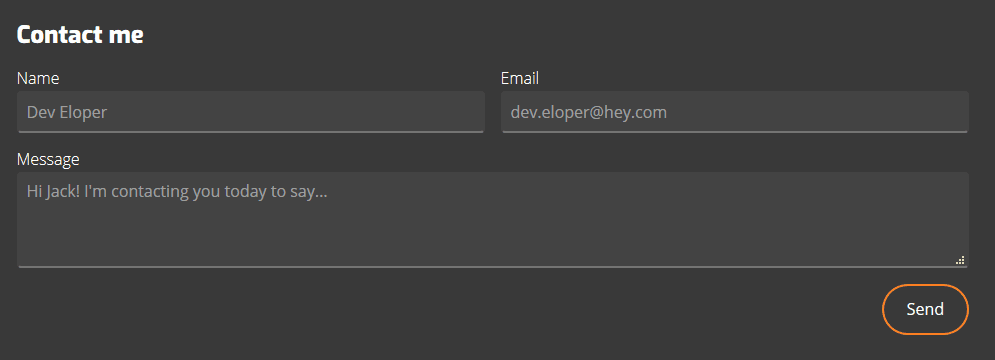 Contact me
Name
Email
Dev Eloper
dev.eloper@hey.com
Message
Hi Jack! I'm contacting you today to say...
Send